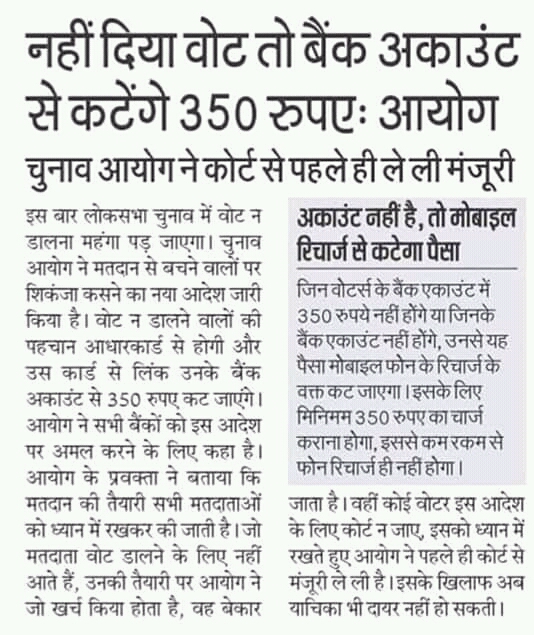 नहीं दिया वोट तो बैंक अकाउंट
से कटेंगे 350 रुपएः आयोग
चुनाव आयोग ने कोर्ट से पहले ही ले ली मंजूरी
इस बार लोकसभा चुनाव में वोट न
डालना महंगा पड़ जाएगा। चुनाव
आयोग ने मतदान से बचने वालों पर
शिकंजा कसने का नया आदेश जारी
किया है। वोट न डालने वालों की
पहचान आधारकार्ड से होगी और
उस कार्ड से लिंक उनके बैंक
अकाउंट से 350 रुपए कट जाएंगे।
आयोग ने सभी बैंकों को इस आदेश
पर अमल करने के लिए कहा है।
आयोग के प्रवक्ता ने बताया कि
मतदान की तैयारी सभी मतदाताओं
को ध्यान में रखकर की जाती है। जो
मतदाता वोट डालने के लिए नहीं
आते हैं, उनकी तैयारी पर आयोग ने
जो खर्च किया होता है, वह बेकार
अकाउंट नहीं है, तो मोबाइल
रिचार्ज से कटेगा पैसा
जिन वोटर्स के बैंक एकाउंट में
350 रुपये नहीं होंगे या जिनके
बैंक एकाउंट नहीं होंगे, उनसे यह
पैसा मोबाइल फोन के रिचार्ज के
वक्त कट जाएगा। इसके लिए
मिनिमम 350 रुपए का चार्ज
कराना होगा, इससे कम रकम से
फोन रिचार्ज ही नहीं होगा।
जाता है। वहीं कोई वोटर इस आदेश
के लिए कोर्ट न जाए, इसको ध्यान में
रखते हुए आयोग ने पहले ही कोर्ट से
मंजूरी ले ली है। इसके खिलाफ अब
याचिका भी दायर नहीं हो सकती।